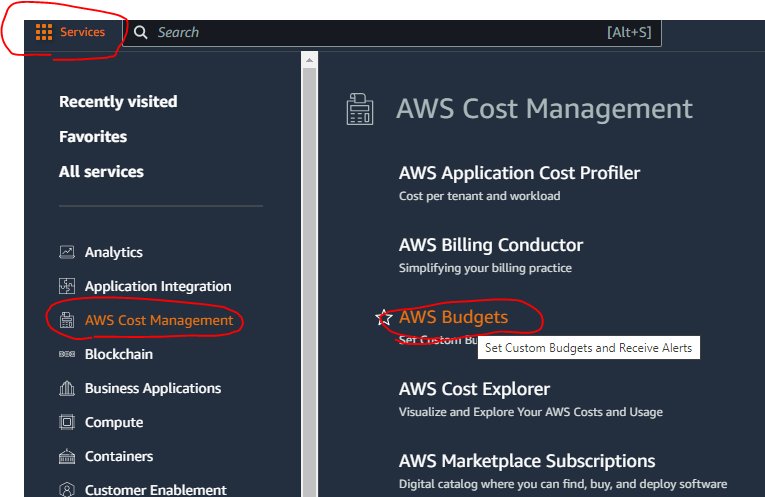 Services
Search
[Alt+S]
Recently visited
Favorites
All services
Analytics
Application Integration
AWS Cost Management
Blockchain
Business Applications
Compute
Containers
Customer Enablement
AWS Cost Management
AWS Application Cost Profiler
Cost per tenant and workload
AWS Billing Conductor
Simplifying your billing practice
AWS Budgets
Set Custom
Set Custom Budgets and Receive Alerts
AWS Cost Explorer
Visualize and Explore Your AWS Costs and Usage
AWS Marketplace Subscriptions
Digital catalog where you can find, buy, and deploy software